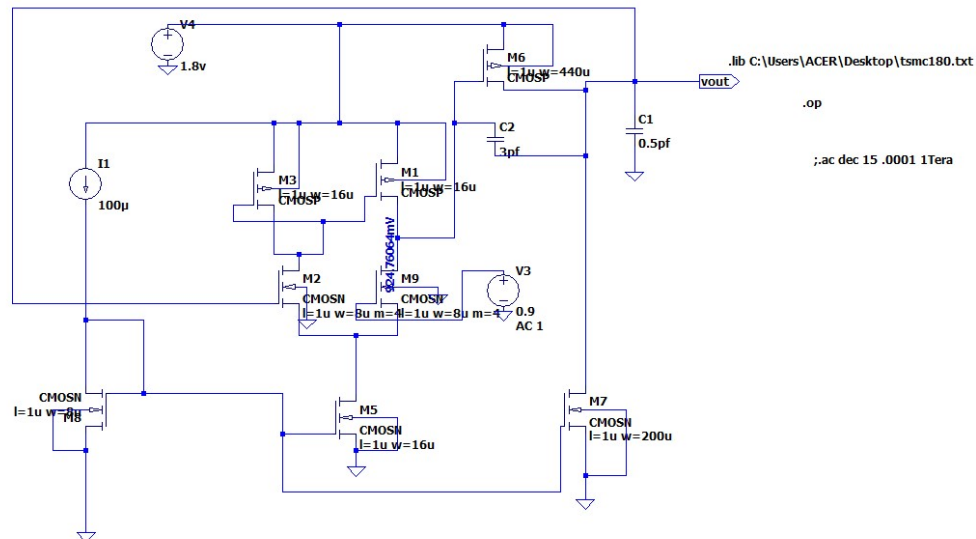 V4
1.8v
M6
l=1u w=440u
CMOSP
.lib C:\Users\ACER\Desktop\tsmc180.txt
vout
.op
C1
0.5pf
C2
3pf
;.ac dec 15 .0001 1Tera
I1
100µ
M3
l=1u w=16u
CMOSP
M1
l=1u w=16u
CMOSP
924.76064mV
M2
CMOSN
l=1u w=8u m=4
M9
CMOSN
l=1u w=8u m=4
V3
0.9
AC 1
CMOSN
l=1u w=8u
M8
M5
CMOSN
l=1u w=16u
M7
CMOSN
l=1u w=200u